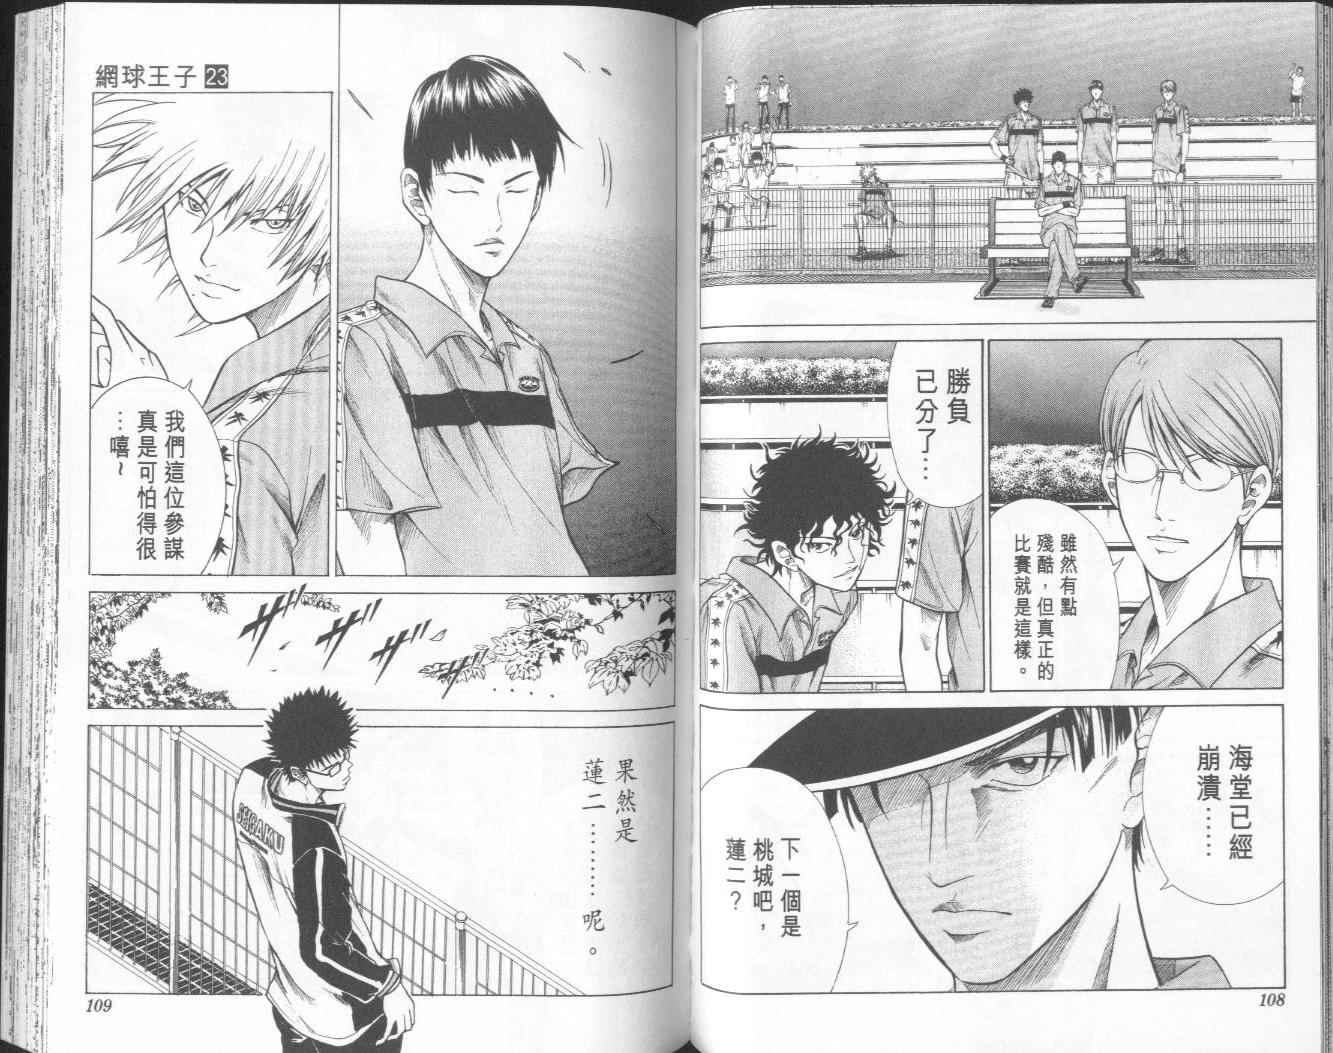 勝負
已分了…
雖然有點
殘酷，但真正的
比賽就是這樣。
海堂已經
崩潰……
下一個是
桃城吧，
蓮二？
108
網球王子 23
我們這位參謀
真是可怕得很
…嘻～
ザザザザ....
果然是
蓮二…………呢。
SEIGAKU
109